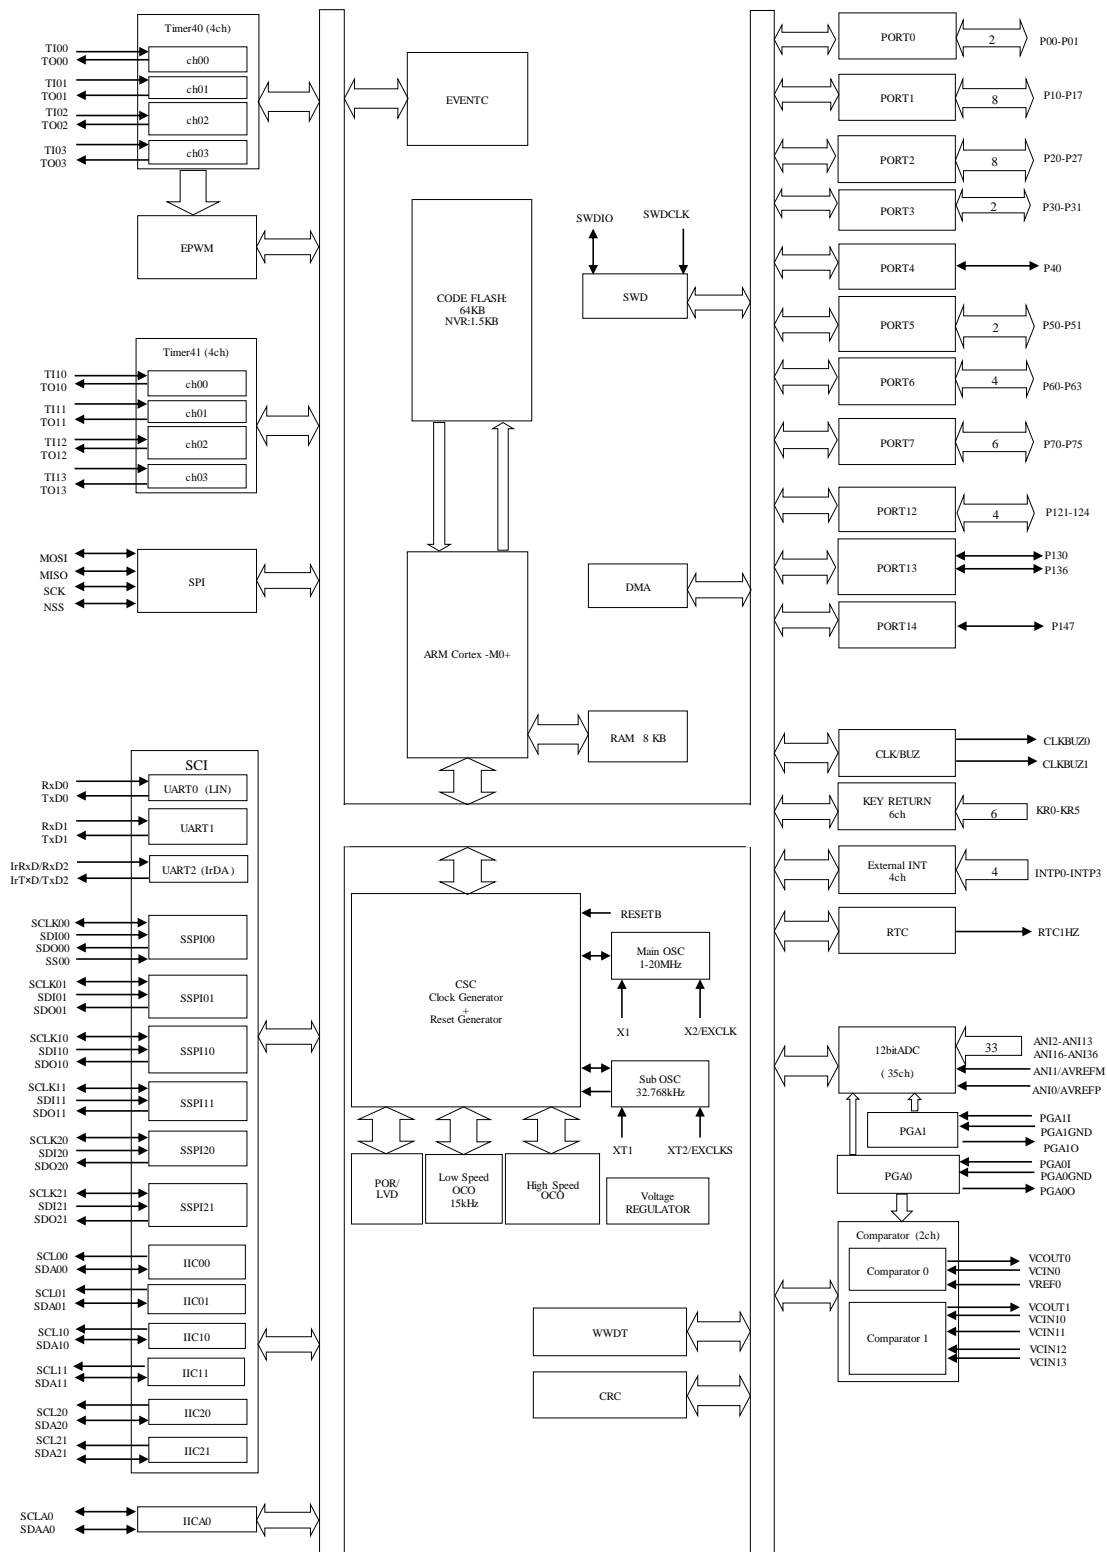 Timer40 (4ch)
TI00
TO00
ch00
TI01
TO01
ch01
TI02
TO02
ch02
TI03
TO03
ch03
EPWM
Timer41 (4ch)
TI10
TO10
ch00
TI11
TO11
ch01
TI12
TO12
ch02
TI13
TO13
ch03
MOSI
MISO
SCK
NSS
SPI
SCI
RxD0
TxD0
UART0 (LIN)
RxD1
TxD1
UART1
IrRxD/RxD2
IrTxD/TxD2
UART2 (IrDA)
SCLK00
SDI00
SDO00
SS00
SSPI00
SCLK01
SDI01
SDO01
SSPI01
SCLK10
SDI10
SDO10
SSPI10
SCLK11
SDI11
SDO11
SSPI11
SCLK20
SDI20
SDO20
SSPI20
SCLK21
SDI21
SDO21
SSPI21
SCL00
SDA00
IIC00
SCL01
SDA01
IIC01
SCL10
SDA10
IIC10
SCL11
SDA11
IIC11
SCL20
SDA20
IIC20
SCL21
SDA21
IIC21
SCLA0
SDAA0
IICA0
EVENTC
CODE FLASH:
64KB
NVR:1.5KB
SWDIO
SWDCLK
SWD
DMA
ARM Cortex -M0+
RAM 8 KB
CSC
Clock Generator
+
Reset Generator
RESETB
Main OSC
1-20MHz
X1
X2/EXCLK
Sub OSC
32.768kHz
XT1
XT2/EXCLKS
POR/
LVD
Low Speed
OCO
15kHz
High Speed
OCO
Voltage
REGULATOR
WWDT
CRC
PORT0
2
P00-P01
PORT1
8
P10-P17
PORT2
8
P20-P27
PORT3
2
P30-P31
PORT4
P40
PORT5
2
P50-P51
PORT6
4
P60-P63
PORT7
6
P70-P75
PORT12
4
P121-124
PORT13
P130
P136
PORT14
P147
CLK/BUZ
CLKBUZ0
CLKBUZ1
KEY RETURN
6ch
6
KR0-KR5
External INT
4ch
4
INTP0-INTP3
RTC
RTC1HZ
12bitADC
(35ch)
33
ANI2-ANI13
ANI16-ANI36
ANI1/AVREFM
ANI0/AVREFP
PGA1
PGA1I
PGA1GND
PGA1O
PGA0
PGA0I
PGA0GND
PGA0O
Comparator (2ch)
Comparator 0
VCOUT0
VCIN0
VREF0
Comparator 1
VCOUT1
VCIN10
VCIN11
VCIN12
VCIN13